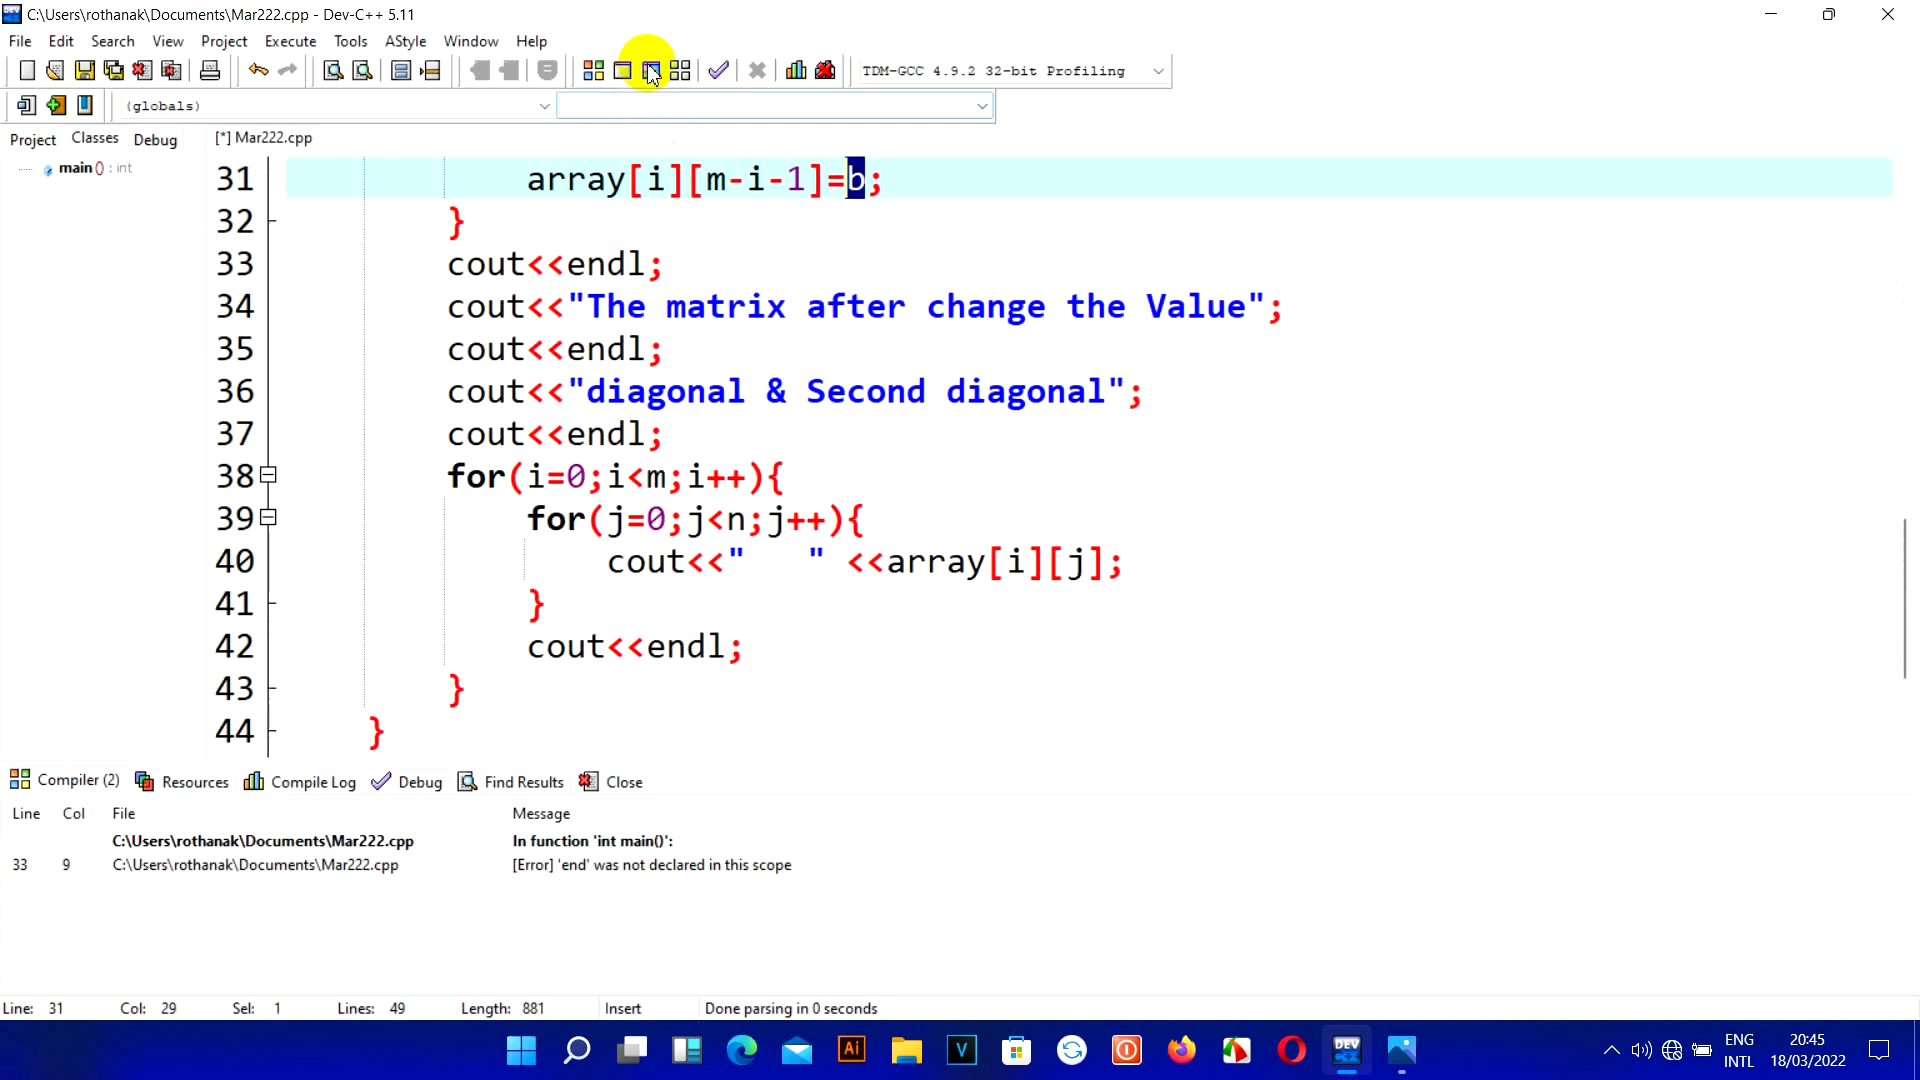 C:\Users\rothanak\Documents\Mar222.cpp - Dev-C++ 5.11
File Edit Search View Project Execute Tools AStyle Window Help
TDM-GCC 4.9.2 32-bit Profiling
(globals)
Project Classes Debug [*] Mar222.cpp
main() : int
31 array[i][m-i-1]=b;
32 }
33 cout<<endl;
34 cout<<"The matrix after change the Value";
35 cout<<endl;
36 cout<<"diagonal & Second diagonal";
37 cout<<endl;
38 for(i=0;i<m;i++){
39 for(j=0;j<n;j++){
40 cout<<"   " <<array[i][j];
41 }
42 cout<<endl;
43 }
44 }
Compiler (2) Resources Compile Log Debug Find Results Close
Line Col File Message
C:\Users\rothanak\Documents\Mar222.cpp In function 'int main()':
33 9 C:\Users\rothanak\Documents\Mar222.cpp [Error] 'end' was not declared in this scope
Line: 31 Col: 29 Sel: 1 Lines: 49 Length: 881 Insert Done parsing in 0 seconds
Ai V DEV C++
ENG 20:45
INTL 18/03/2022